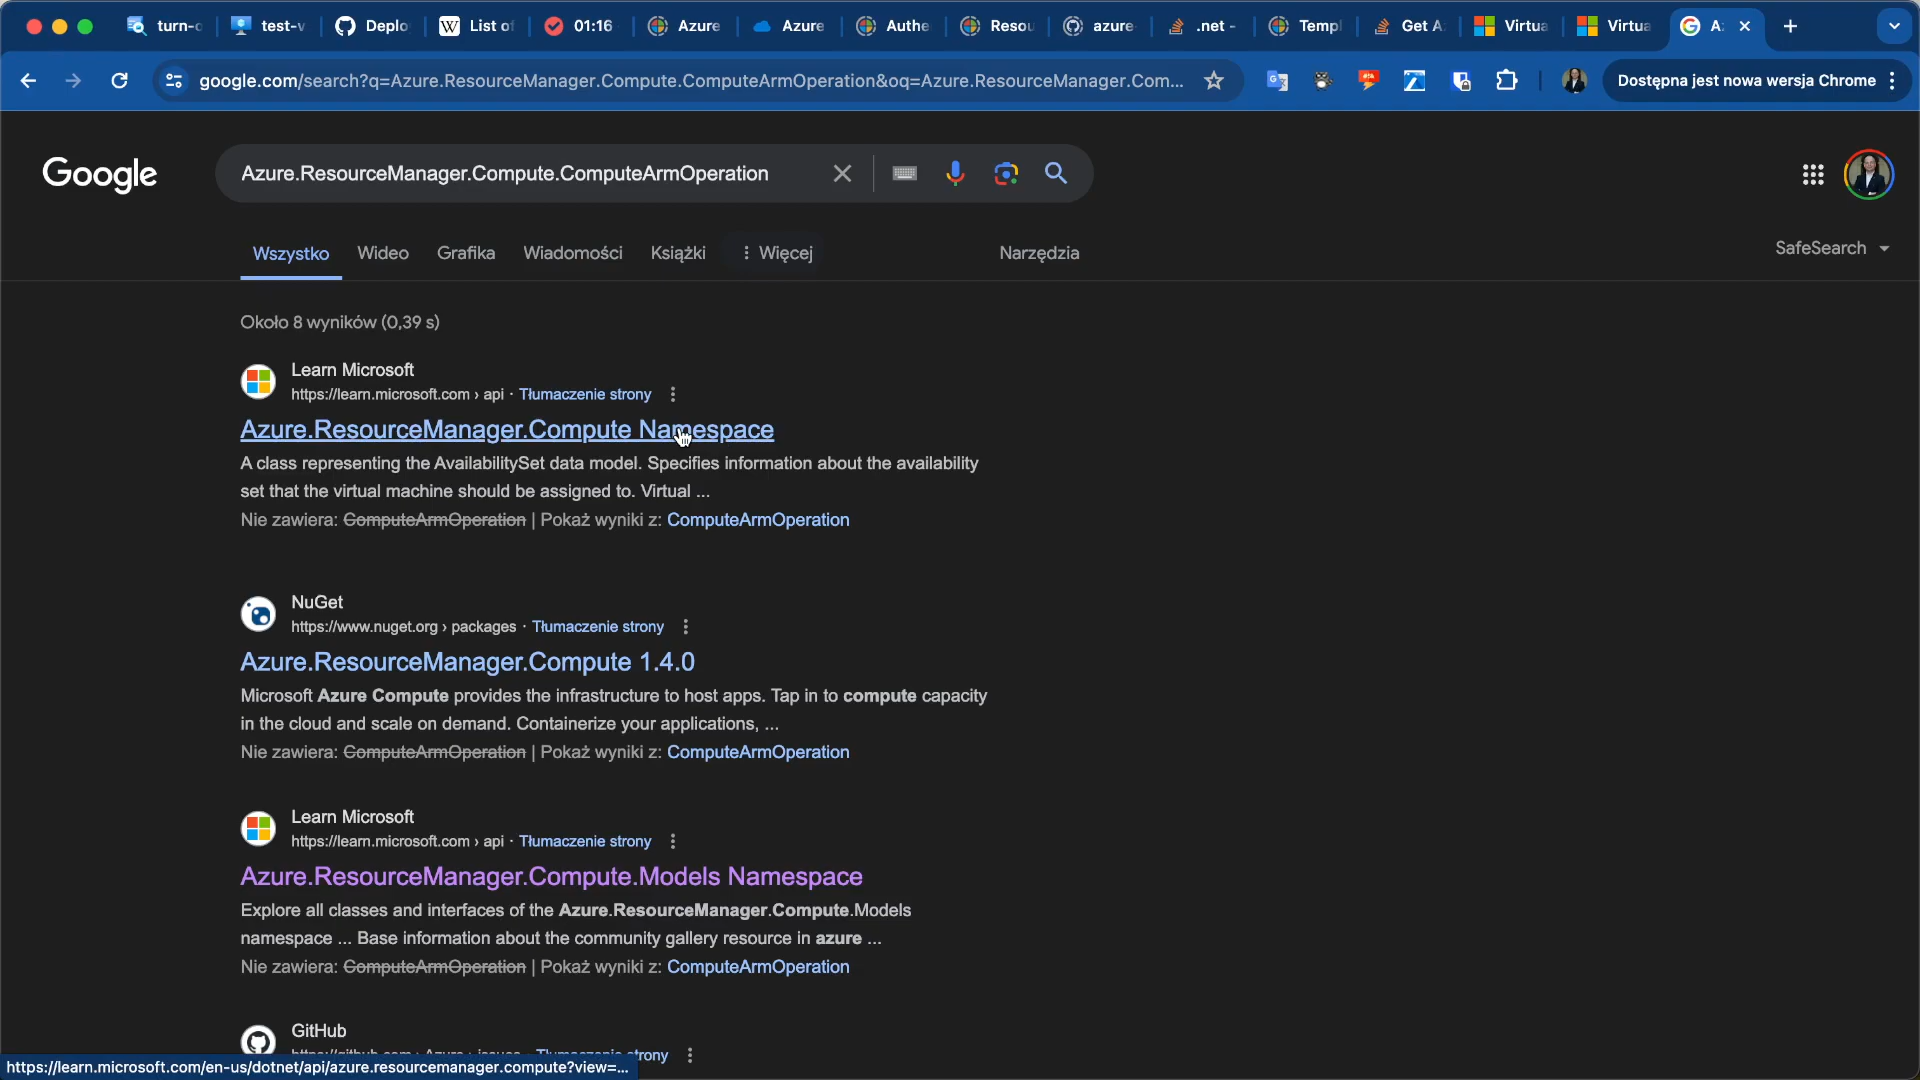 turn-o
test-v
Deplo
List of
01:16
Azure
Azure
Authe
Resou
azure-
.net -
Templ
Get A
Virtua
Virtua
A
google.com/search?q=Azure.ResourceManager.Compute.ComputeArmOperation&oq=Azure.ResourceManager.Com...
Dostępna jest nowa wersja Chrome
Google
Azure.ResourceManager.Compute.ComputeArmOperation
Wszystko
Wideo
Grafika
Wiadomości
Książki
Więcej
Narzędzia
SafeSearch
Około 8 wyników (0,39 s)
Learn Microsoft
https://learn.microsoft.com › api · Tłumaczenie strony
Azure.ResourceManager.Compute Namespace
A class representing the AvailabilitySet data model. Specifies information about the availability
set that the virtual machine should be assigned to. Virtual ...
Nie zawiera: ComputeArmOperation | Pokaż wyniki z: ComputeArmOperation
NuGet
https://www.nuget.org › packages · Tłumaczenie strony
Azure.ResourceManager.Compute 1.4.0
Microsoft Azure Compute provides the infrastructure to host apps. Tap in to compute capacity
in the cloud and scale on demand. Containerize your applications, ...
Nie zawiera: ComputeArmOperation | Pokaż wyniki z: ComputeArmOperation
Learn Microsoft
https://learn.microsoft.com › api · Tłumaczenie strony
Azure.ResourceManager.Compute.Models Namespace
Explore all classes and interfaces of the Azure.ResourceManager.Compute.Models
namespace ... Base information about the community gallery resource in azure ...
Nie zawiera: ComputeArmOperation | Pokaż wyniki z: ComputeArmOperation
GitHub
https://github.com › Azure › issues · Tłumaczenie strony
https://learn.microsoft.com/en-us/dotnet/api/azure.resourcemanager.compute?view=...